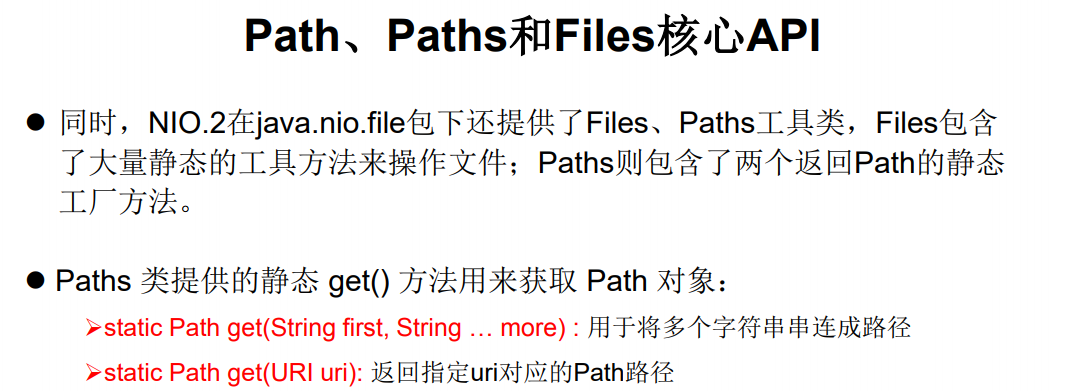 Path、Paths和Files核心API
● 同时，NIO.2在java.nio.file包下还提供了Files、Paths工具类，Files包含
了大量静态的工具方法来操作文件；Paths则包含了两个返回Path的静态
工厂方法。
● Paths 类提供的静态 get() 方法用来获取 Path 对象：
➢static Path get(String first, String … more) : 用于将多个字符串串连成路径
➢static Path get(URI uri): 返回指定uri对应的Path路径